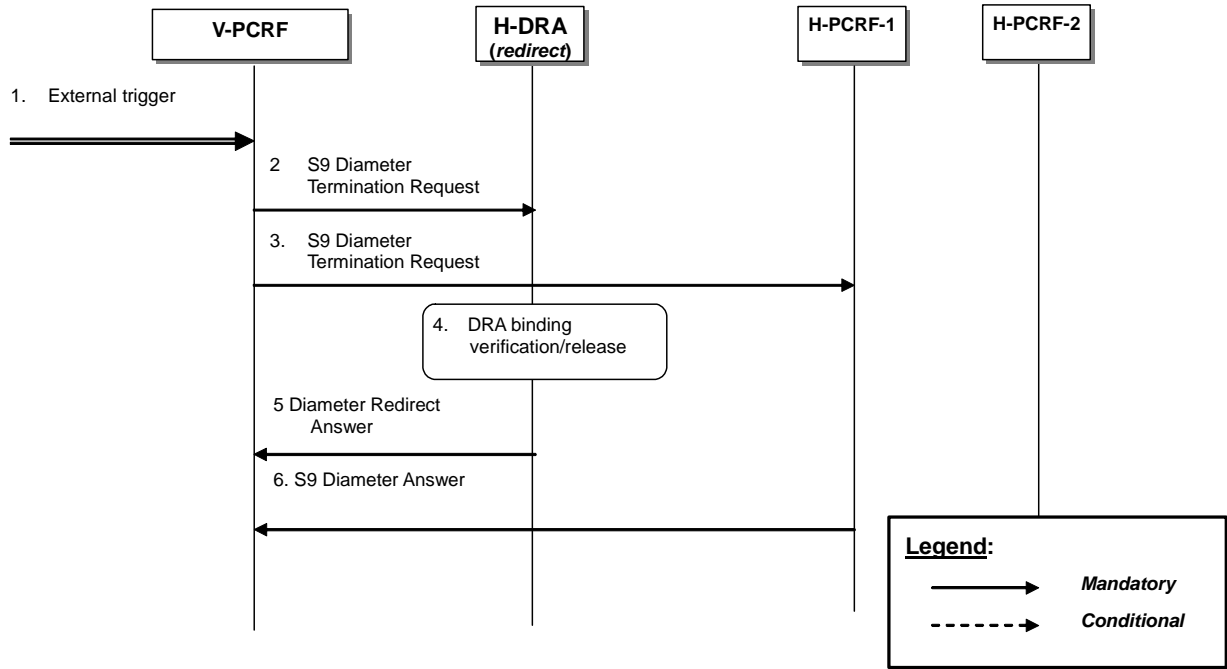 V-PCRF
H-DRA
(redirect)
H-PCRF-1
H-PCRF-2
1. External trigger
2 S9 Diameter
Termination Request
3. S9 Diameter
Termination Request
4. DRA binding
verification/release
5 Diameter Redirect
Answer
6. S9 Diameter Answer
Legend:
Mandatory
Conditional